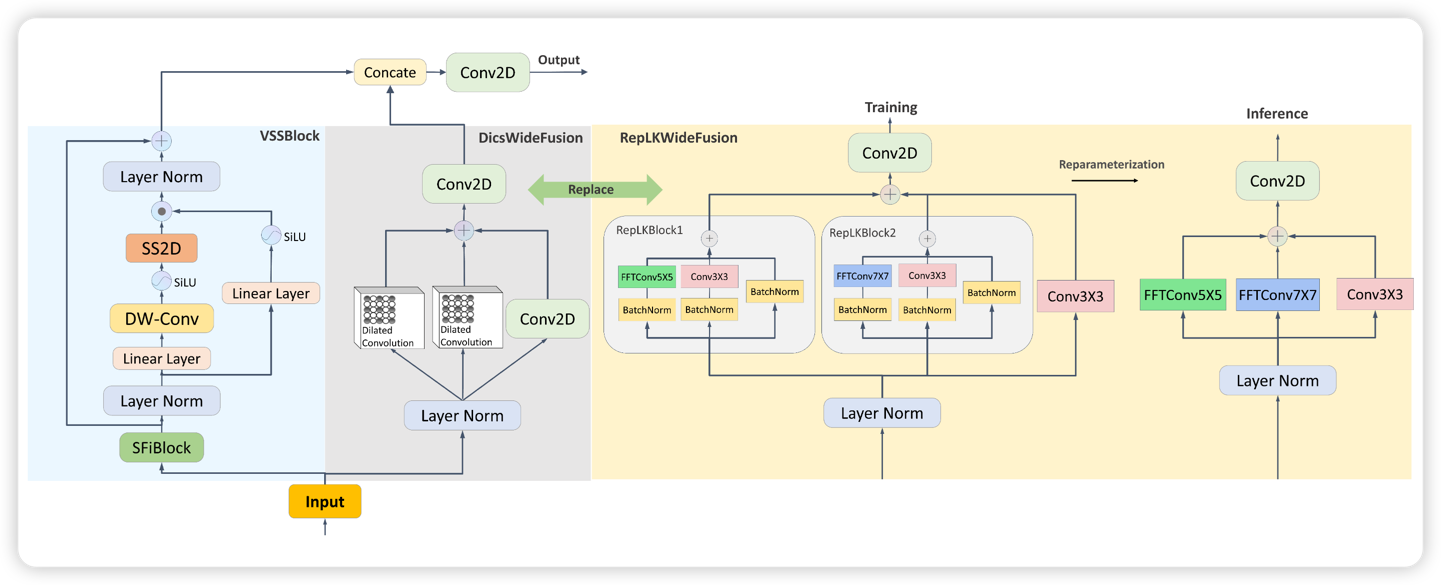 Output
Concate
Conv2D
VSSBlock
Layer Norm
SS2D
SiLU
SiLU
DW-Conv
Linear Layer
Linear Layer
Layer Norm
SFiBlock
Input
DicsWideFusion
Conv2D
Dilated
Convolution
Dilated
Convolution
Conv2D
Layer Norm
Replace
RepLKWideFusion
Training
Conv2D
RepLKBlock1
FFTConv5X5
Conv3X3
BatchNorm
BatchNorm
BatchNorm
RepLKBlock2
FFTConv7X7
Conv3X3
BatchNorm
BatchNorm
BatchNorm
Conv3X3
Layer Norm
Reparameterization
Inference
Conv2D
FFTConv5X5
FFTConv7X7
Conv3X3
Layer Norm